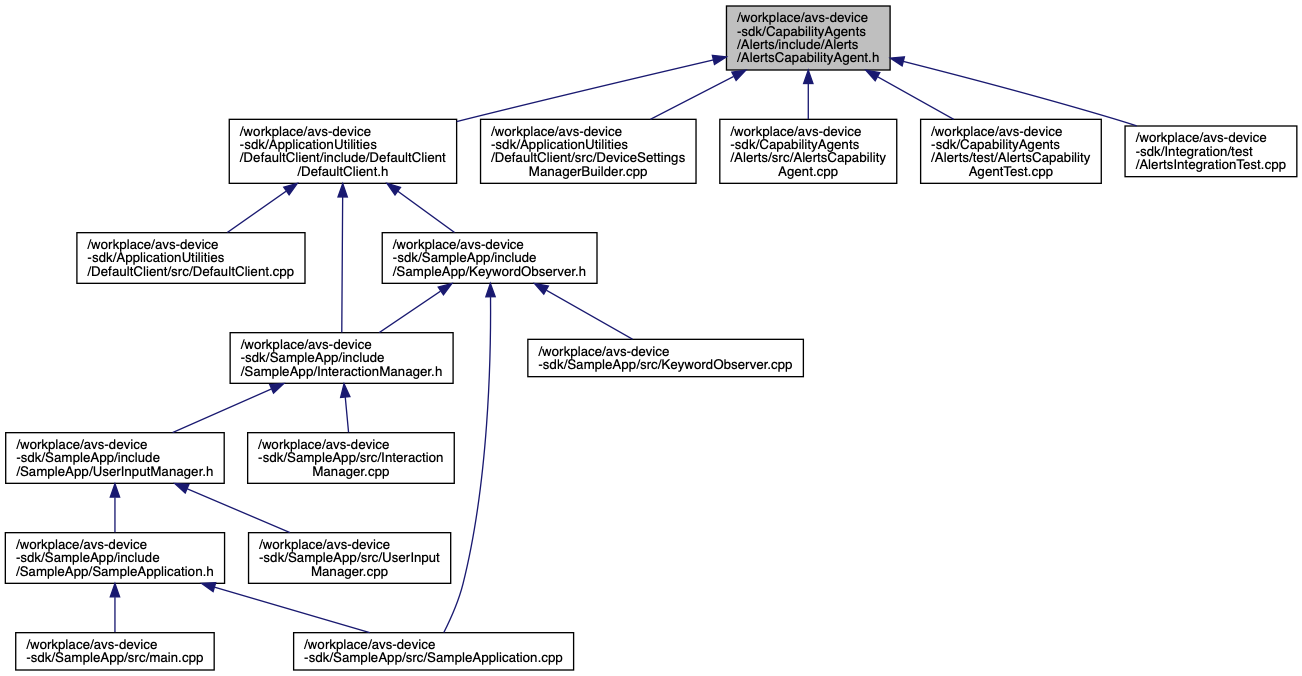 /workplace/avs-device
-sdk/CapabilityAgents
/Alerts/include/Alerts
/AlertsCapabilityAgent.h
/workplace/avs-device
-sdk/ApplicationUtilities
/DefaultClient/include/DefaultClient
/DefaultClient.h
/workplace/avs-device
-sdk/ApplicationUtilities
/DefaultClient/src/DeviceSettings
ManagerBuilder.cpp
/workplace/avs-device
-sdk/CapabilityAgents
/Alerts/src/AlertsCapability
Agent.cpp
/workplace/avs-device
-sdk/CapabilityAgents
/Alerts/test/AlertsCapability
AgentTest.cpp
/workplace/avs-device
-sdk/Integration/test
/AlertsIntegrationTest.cpp
/workplace/avs-device
-sdk/ApplicationUtilities
/DefaultClient/src/DefaultClient.cpp
/workplace/avs-device
-sdk/SampleApp/include
/SampleApp/KeywordObserver.h
/workplace/avs-device
-sdk/SampleApp/include
/SampleApp/InteractionManager.h
/workplace/avs-device
-sdk/SampleApp/src/KeywordObserver.cpp
/workplace/avs-device
-sdk/SampleApp/include
/SampleApp/UserInputManager.h
/workplace/avs-device
-sdk/SampleApp/src/Interaction
Manager.cpp
/workplace/avs-device
-sdk/SampleApp/include
/SampleApp/SampleApplication.h
/workplace/avs-device
-sdk/SampleApp/src/UserInput
Manager.cpp
/workplace/avs-device
-sdk/SampleApp/src/main.cpp
/workplace/avs-device
-sdk/SampleApp/src/SampleApplication.cpp